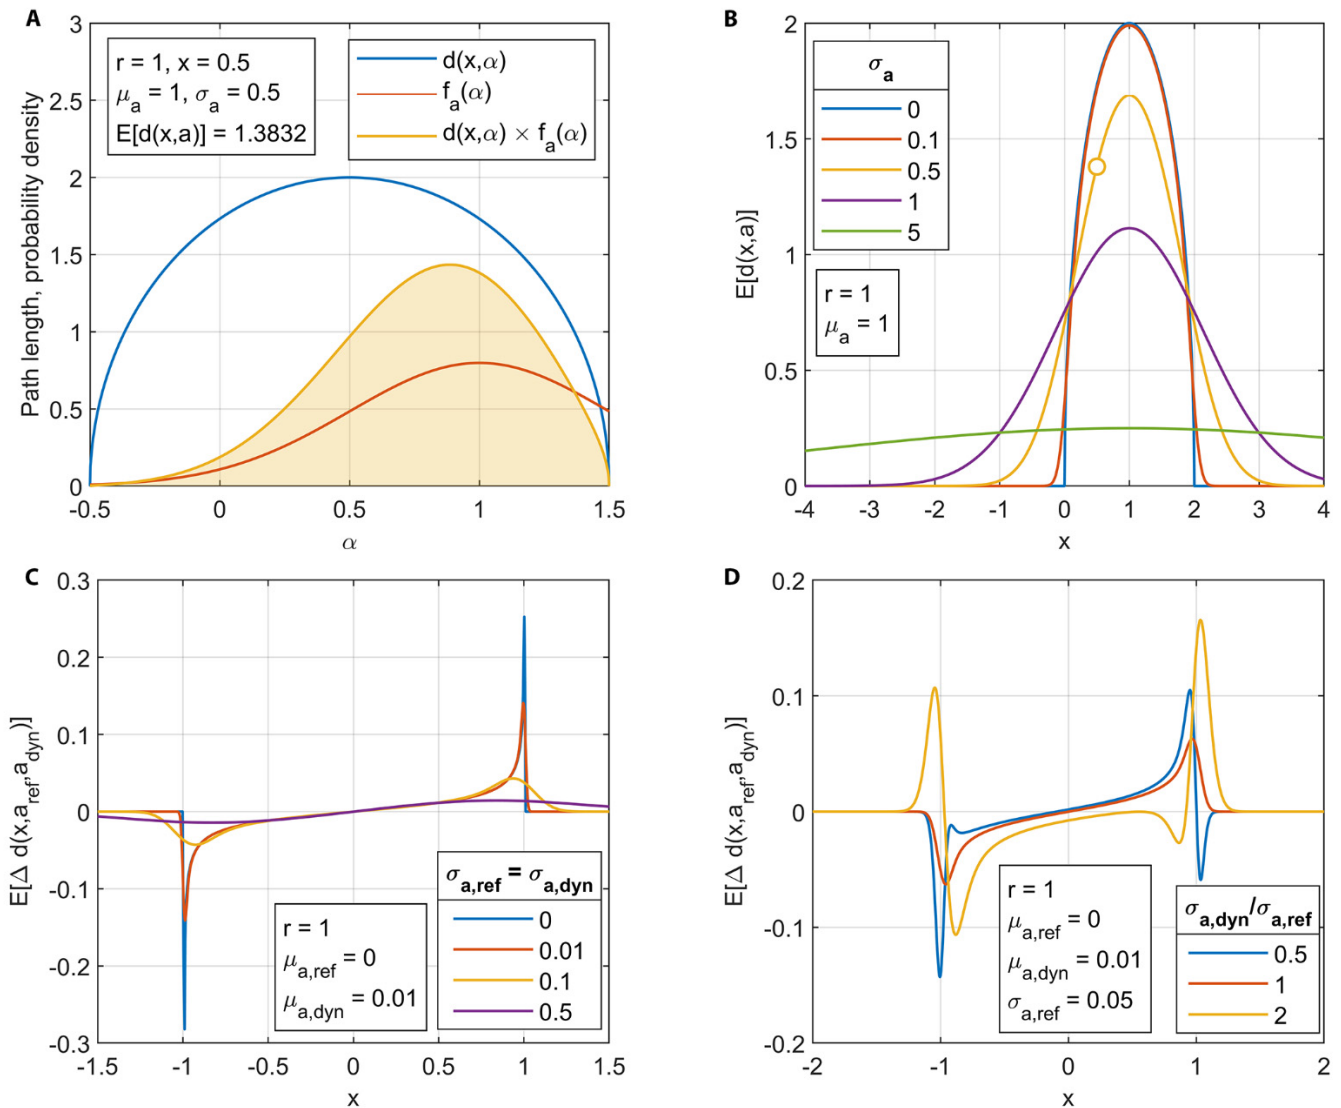 A
Path length, probability density
3
2.5
2
1.5
1
0.5
0
-0.5
0
0.5
1
1.5
α
r = 1, x = 0.5
μa = 1, σa = 0.5
E[d(x,a)] = 1.3832
d(x,α)
fa(α)
d(x,α) × fa(α)
B
E[d(x,a)]
2
1.5
1
0.5
0
-4
-3
-2
-1
0
1
2
3
4
x
σa
0
0.1
0.5
1
5
r = 1
μa = 1
C
E[Δ d(x,aref,adyn)]
0.3
0.2
0.1
0
-0.1
-0.2
-0.3
-1.5
-1
-0.5
0
0.5
1
1.5
x
r = 1
μa,ref = 0
μa,dyn = 0.01
σa,ref = σa,dyn
0
0.01
0.1
0.5
D
E[Δ d(x,aref,adyn)]
0.2
0.1
0
-0.1
-0.2
-2
-1
0
1
2
x
r = 1
μa,ref = 0
μa,dyn = 0.01
σa,ref = 0.05
σa,dyn/σa,ref
0.5
1
2